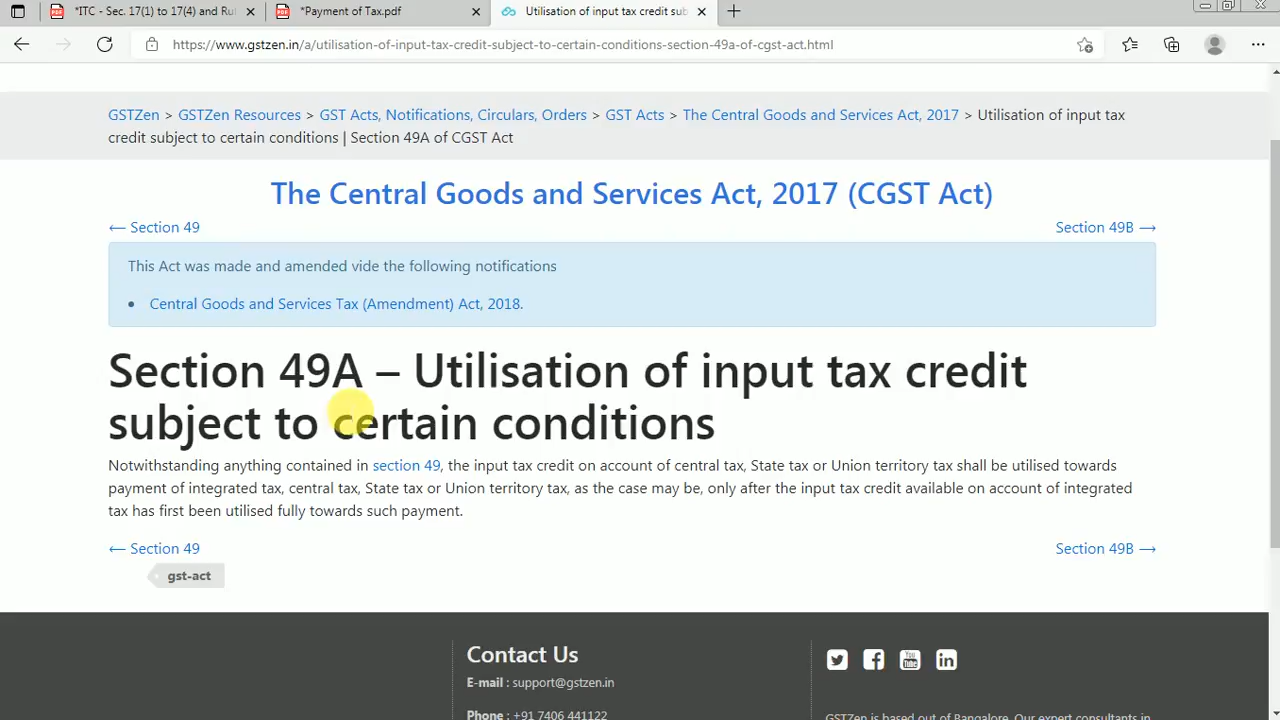 *ITC - Sec. 17(1) to 17(4) and Rul
*Payment of Tax.pdf
Utilisation of input tax credit sub
https://www.gstzen.in/a/utilisation-of-input-tax-credit-subject-to-certain-conditions-section-49a-of-cgst-act.html
GSTZen > GSTZen Resources > GST Acts, Notifications, Circulars, Orders > GST Acts > The Central Goods and Services Act, 2017 > Utilisation of input tax
credit subject to certain conditions | Section 49A of CGST Act
The Central Goods and Services Act, 2017 (CGST Act)
← Section 49
Section 49B →
This Act was made and amended vide the following notifications
• Central Goods and Services Tax (Amendment) Act, 2018.
Section 49A – Utilisation of input tax credit
subject to certain conditions
Notwithstanding anything contained in section 49, the input tax credit on account of central tax, State tax or Union territory tax shall be utilised towards
payment of integrated tax, central tax, State tax or Union territory tax, as the case may be, only after the input tax credit available on account of integrated
tax has first been utilised fully towards such payment.
← Section 49
Section 49B →
gst-act
Contact Us
E-mail : support@gstzen.in
Phone : +91 7406 441122
You Tube
GSTZen is based out of Bangalore. Our expert consultants in